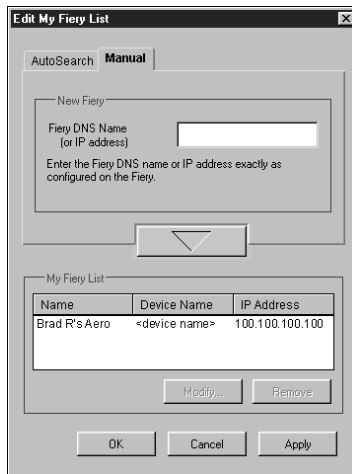 Edit My Fiery List
AutoSearch Manual
New Fiery
Fiery DNS Name
(or IP address)
Enter the Fiery DNS name or IP address exactly as
configured on the Fiery.
My Fiery List
Name Device Name IP Address
Brad R's Aero <device name> 100.100.100.100
Modify... Remove
OK Cancel Apply